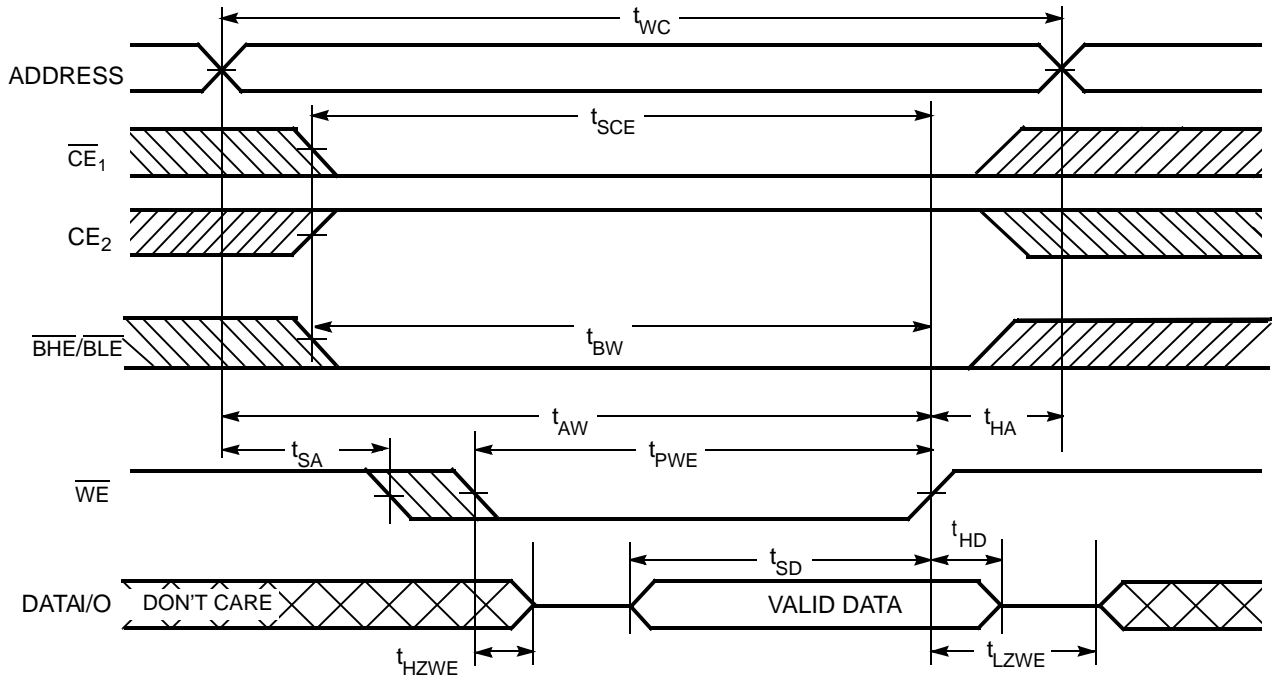 tWC
ADDRESS
tSCE
CE1
CE2
BHE/BLE
tBW
tAW
tHA
tSA
tPWE
WE
tHD
tSD
DATAI/O
DON'T CARE
VALID DATA
tHZWE
tLZWE